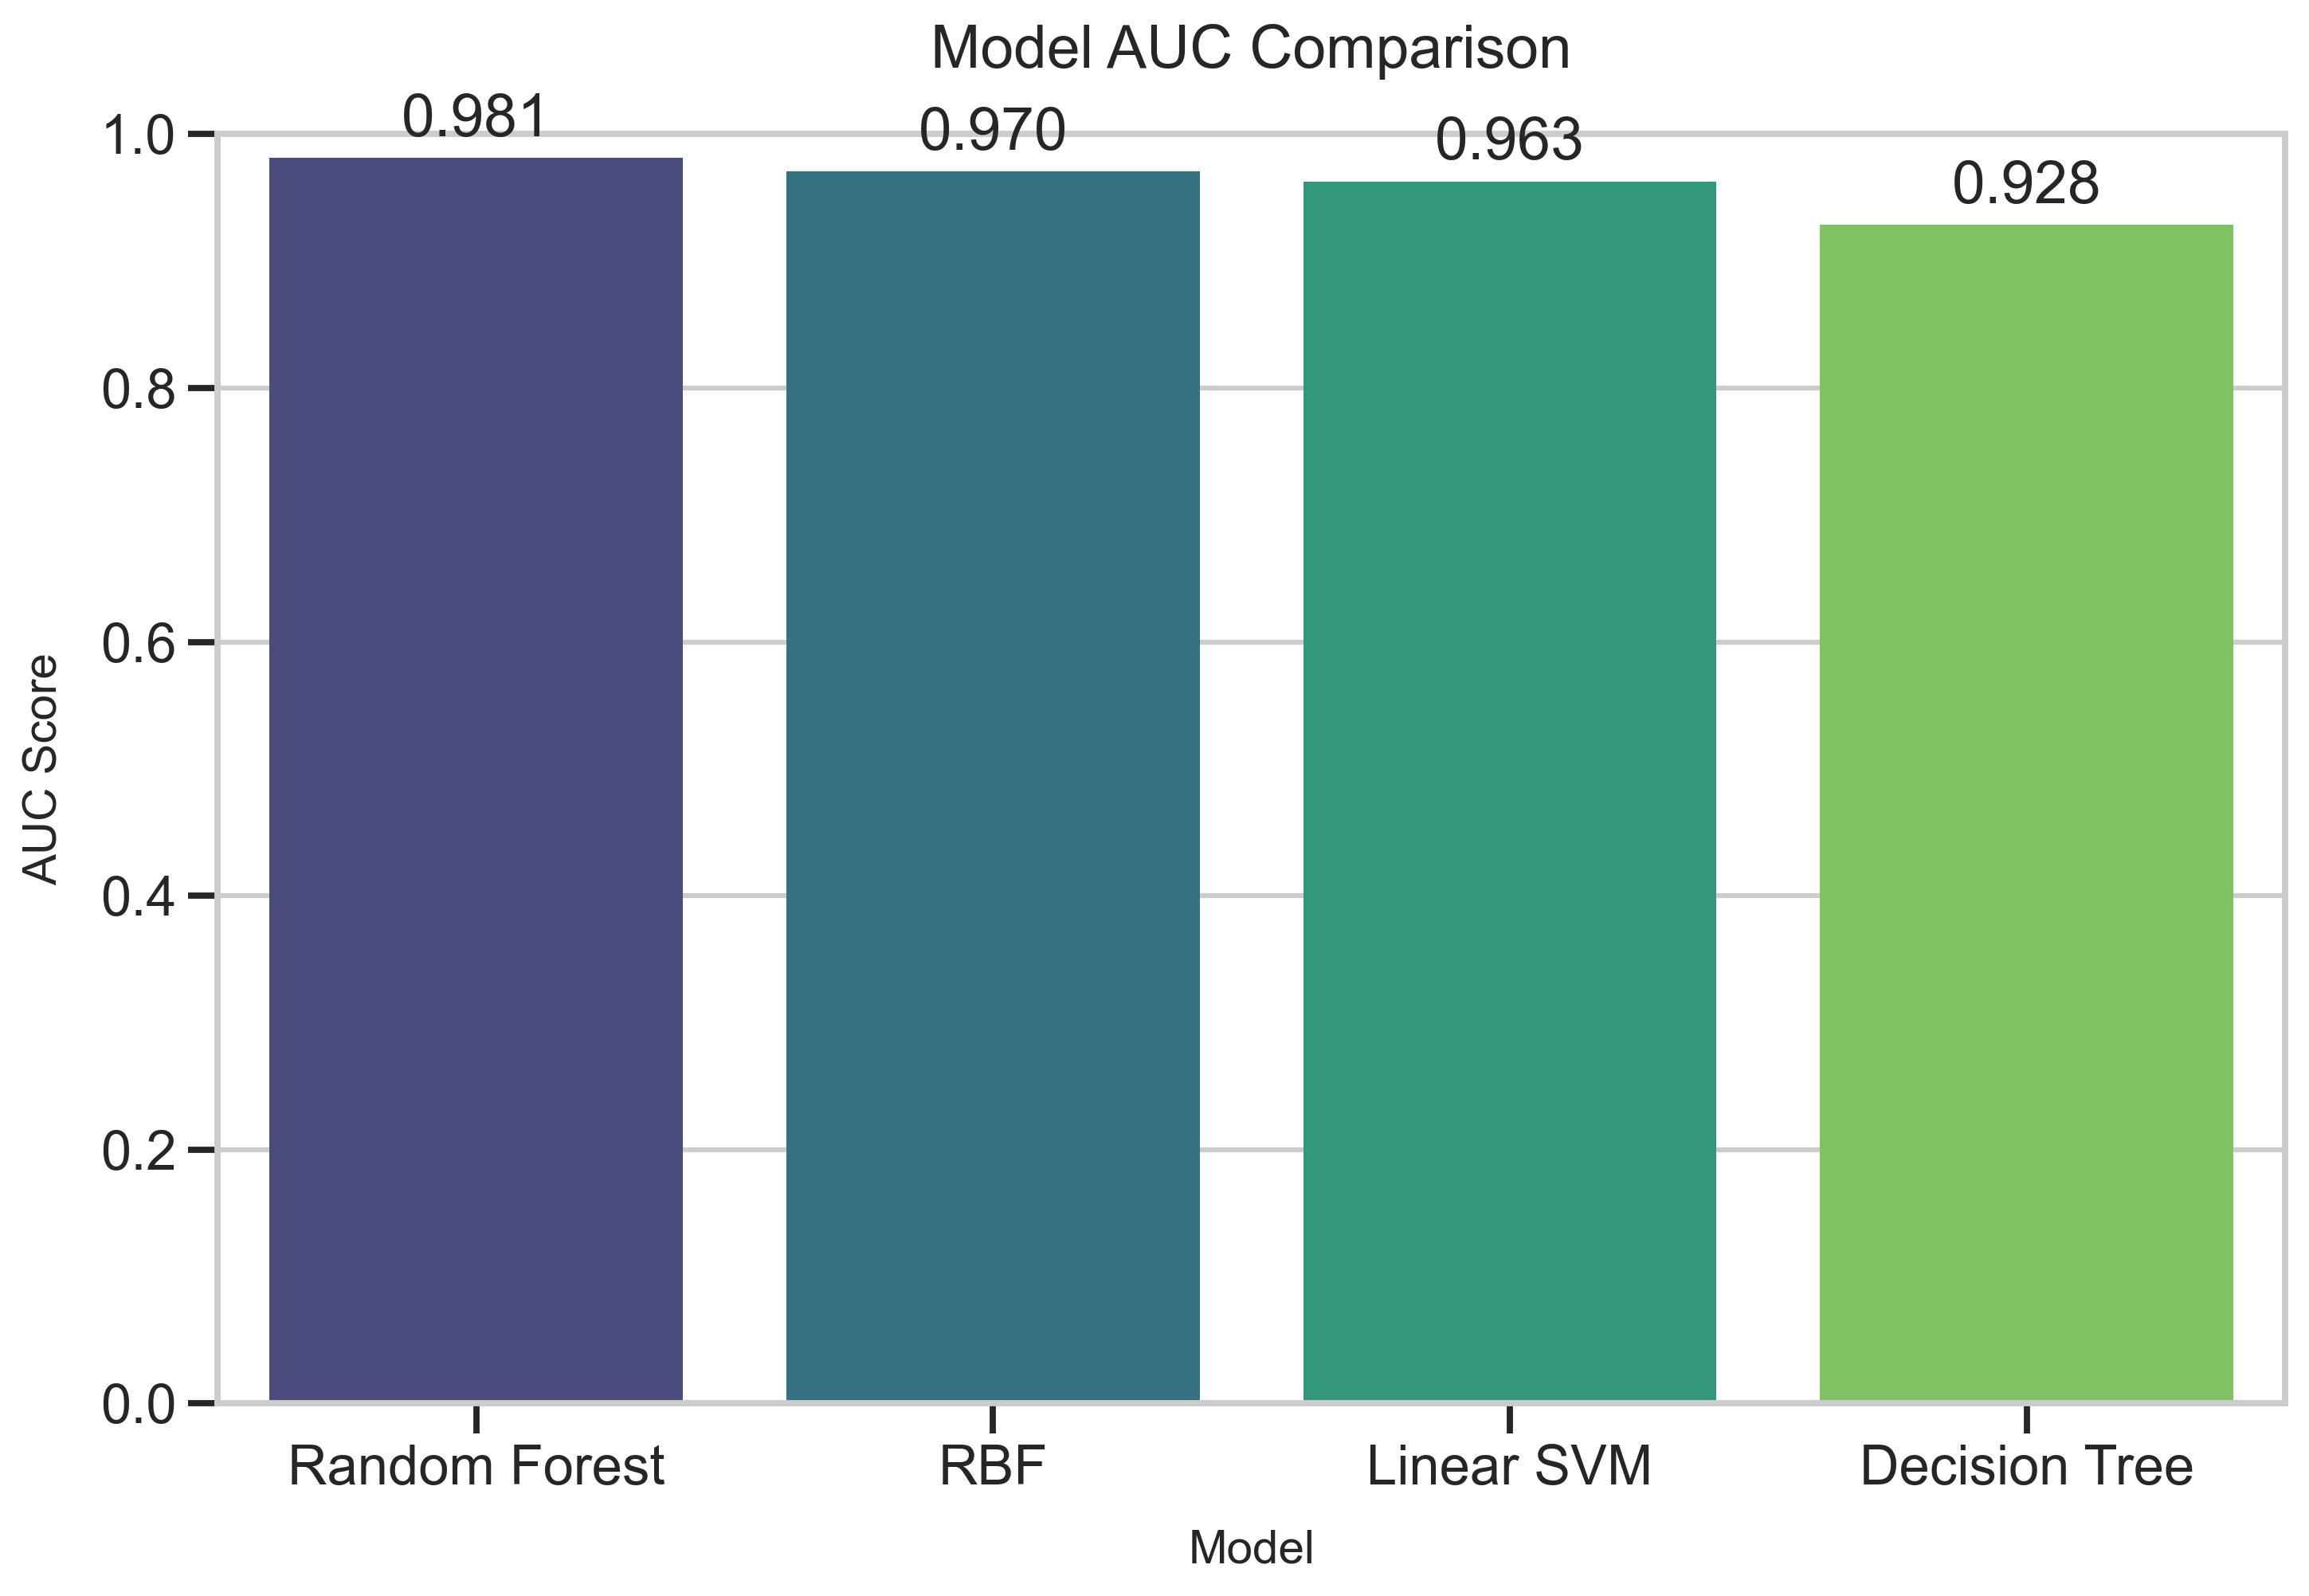 Model AUC Comparison
0.981
0.970
0.963
0.928
1.0
0.8
0.6
0.4
0.2
0.0
AUC Score
Random Forest
RBF
Linear SVM
Decision Tree
Model